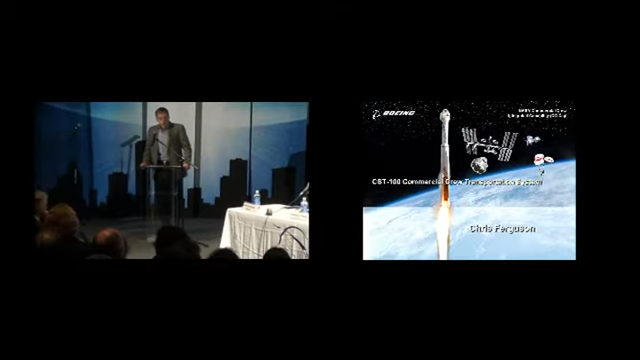 BOEING
CST-100 Commercial Crew Transportation System
Chris Ferguson